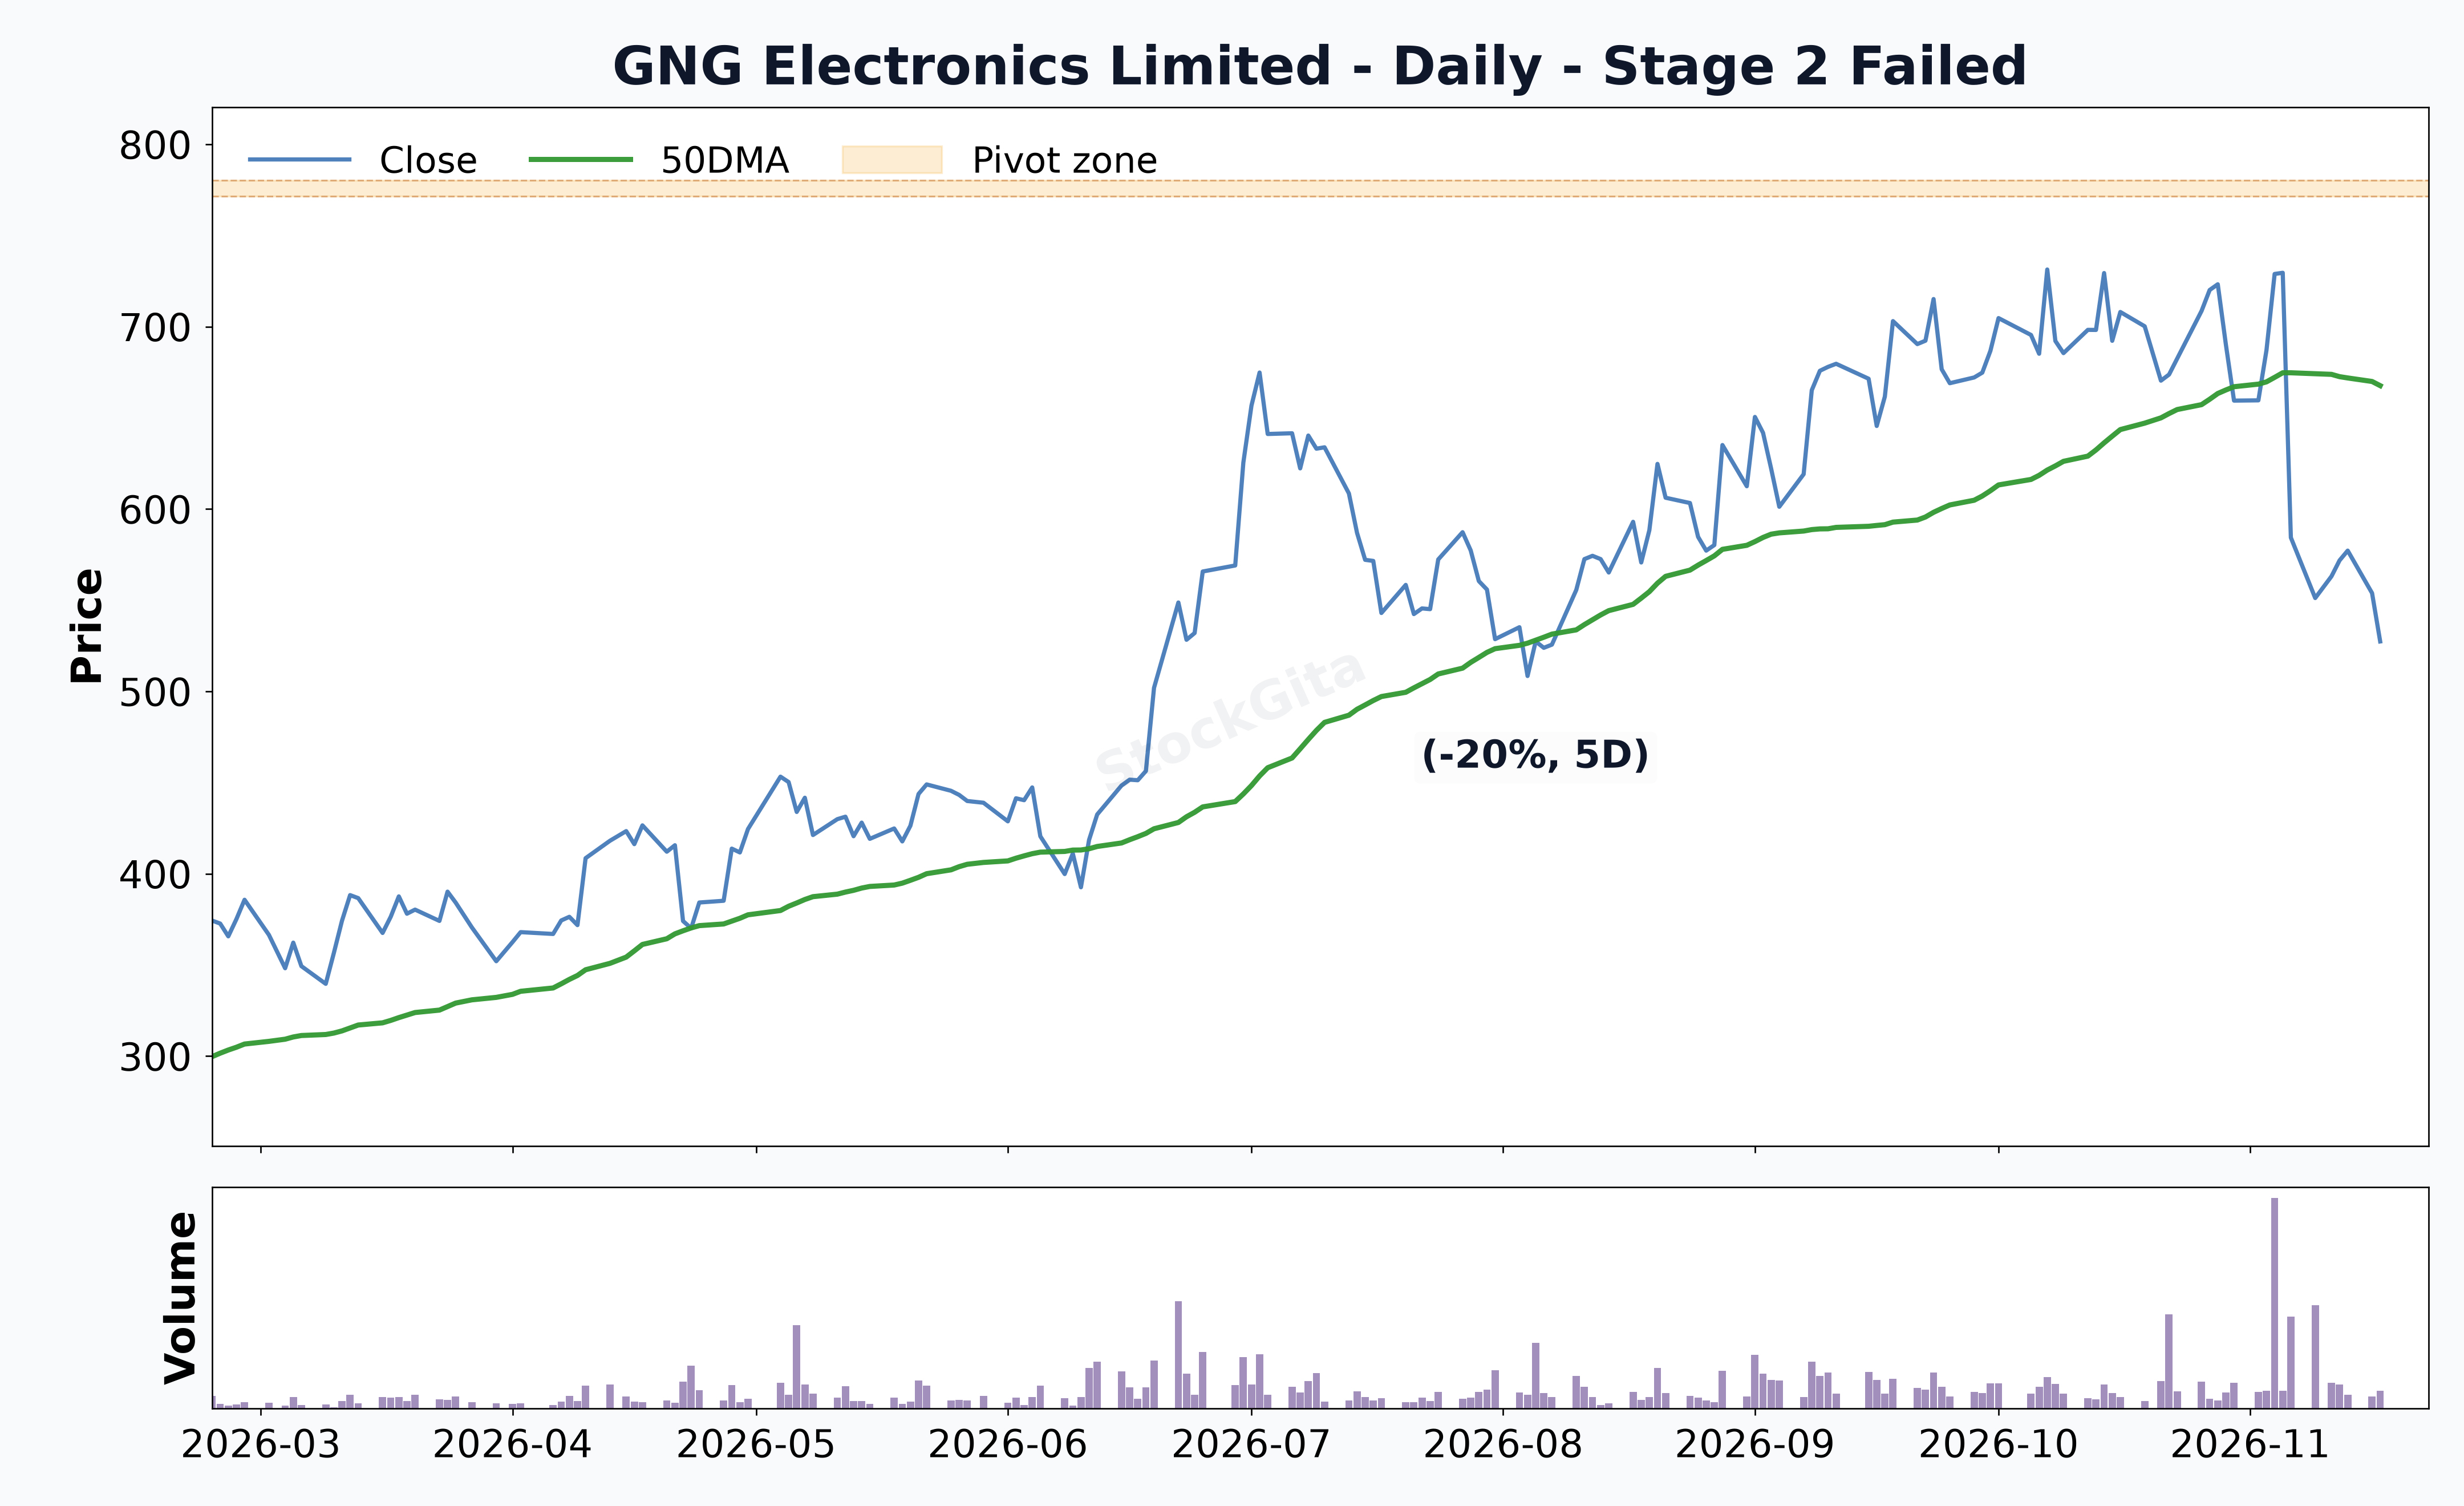 GNG Electronics Limited - Daily - Stage 2 Failed
Close 50DMA Pivot zone
800
700
600
500
400
300
Price
StockGita
(-20%, 5D)
Volume
2026-03 2026-04 2026-05 2026-06 2026-07 2026-08 2026-09 2026-10 2026-11